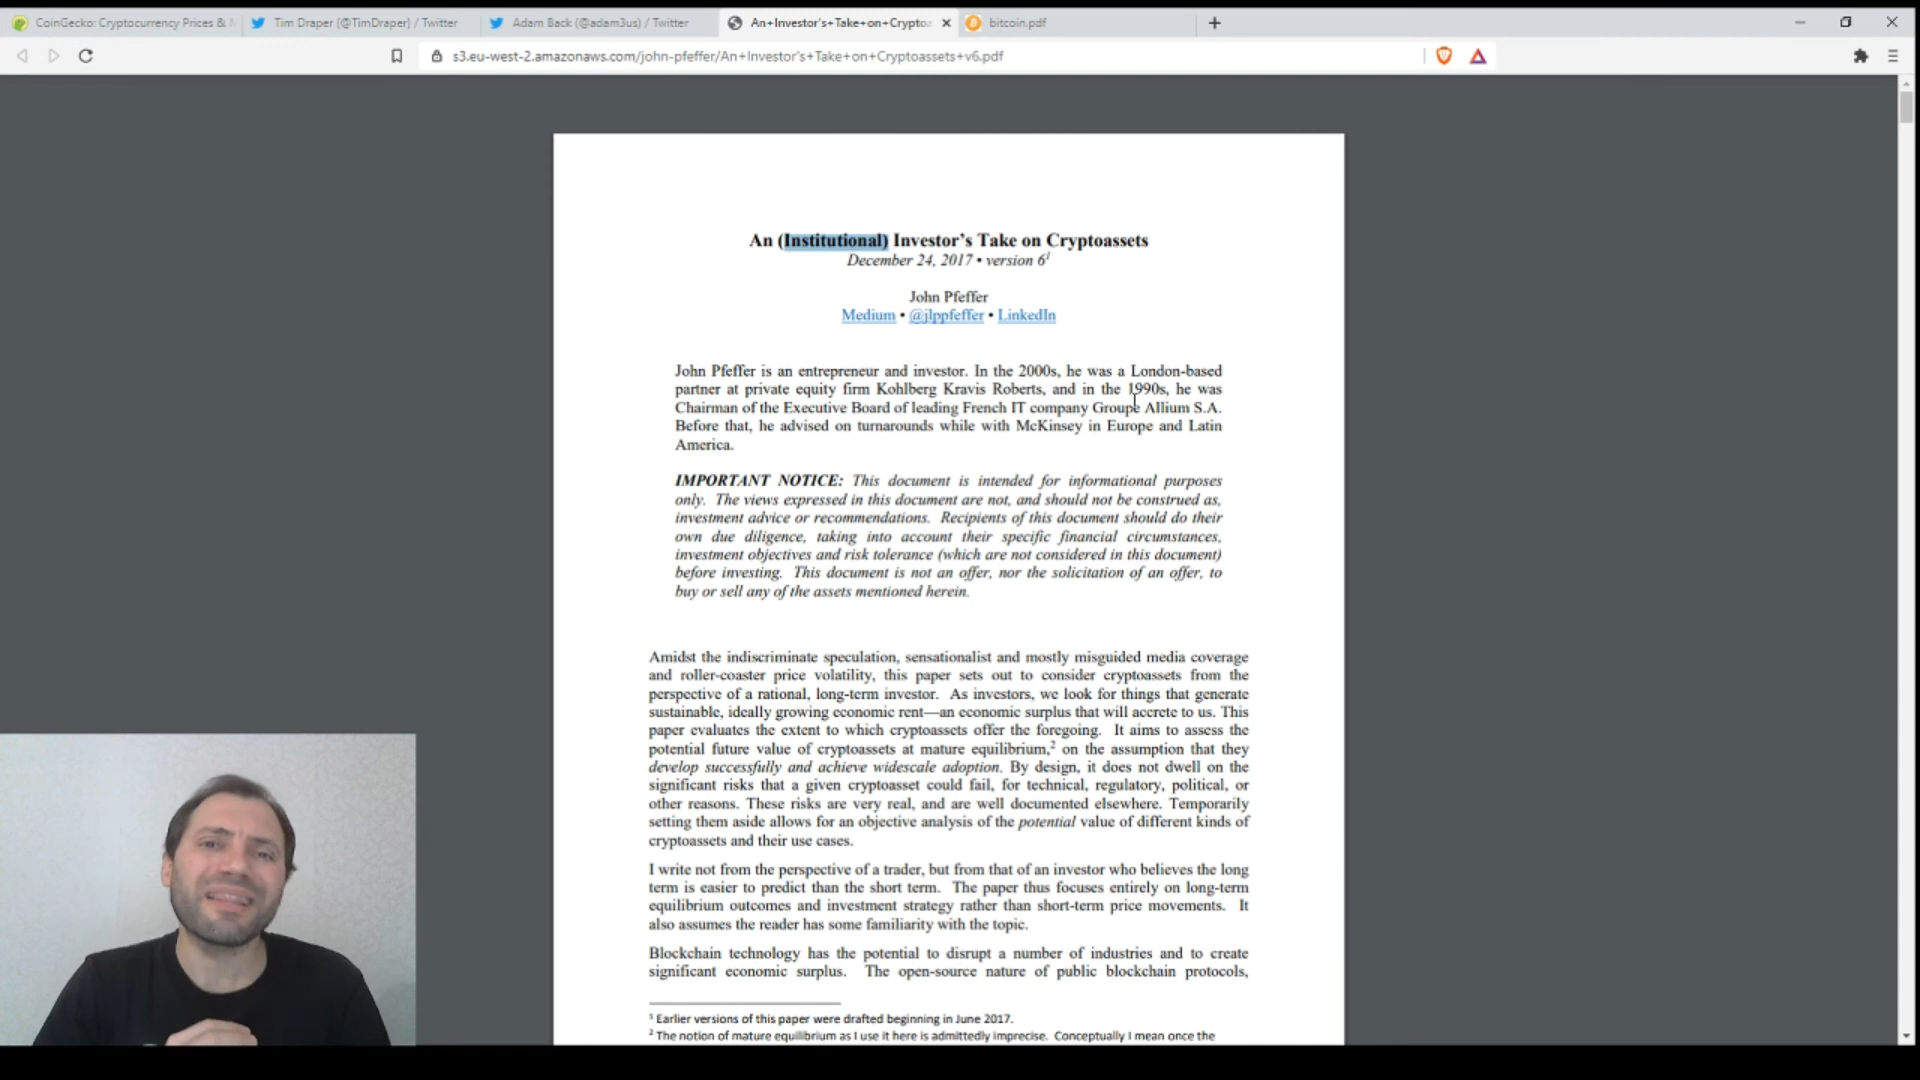 CoinGecko: Cryptocurrency Prices &
Tim Draper (@TimDraper) / Twitter
Adam Back (@adam3us) / Twitter
An+Investor's+Take+on+Crypto
bitcoin.pdf
s3.eu-west-2.amazonaws.com/john-pfeffer/An+Investor's+Take+on+Cryptoassets+v6.pdf
An (Institutional) Investor's Take on Cryptoassets
December 24, 2017 • version 6¹
John Pfeffer
Medium • @jlppfeffer • LinkedIn
John Pfeffer is an entrepreneur and investor. In the 2000s, he was a London-based
partner at private equity firm Kohlberg Kravis Roberts, and in the 1990s, he was
Chairman of the Executive Board of leading French IT company Groupe Allium S.A.
Before that, he advised on turnarounds while with McKinsey in Europe and Latin
America.
IMPORTANT NOTICE: This document is intended for informational purposes
only. The views expressed in this document are not, and should not be construed as,
investment advice or recommendations. Recipients of this document should do their
own due diligence, taking into account their specific financial circumstances,
investment objectives and risk tolerance (which are not considered in this document)
before investing. This document is not an offer, nor the solicitation of an offer, to
buy or sell any of the assets mentioned herein.
Amidst the indiscriminate speculation, sensationalist and mostly misguided media coverage
and roller-coaster price volatility, this paper sets out to consider cryptoassets from the
perspective of a rational, long-term investor. As investors, we look for things that generate
sustainable, ideally growing economic rent—an economic surplus that will accrete to us. This
paper evaluates the extent to which cryptoassets offer the foregoing. It aims to assess the
potential future value of cryptoassets at mature equilibrium,² on the assumption that they
develop successfully and achieve widescale adoption. By design, it does not dwell on the
significant risks that a given cryptoasset could fail, for technical, regulatory, political, or
other reasons. These risks are very real, and are well documented elsewhere. Temporarily
setting them aside allows for an objective analysis of the potential value of different kinds of
cryptoassets and their use cases.
I write not from the perspective of a trader, but from that of an investor who believes the long
term is easier to predict than the short term. The paper thus focuses entirely on long-term
equilibrium outcomes and investment strategy rather than short-term price movements. It
also assumes the reader has some familiarity with the topic.
Blockchain technology has the potential to disrupt a number of industries and to create
significant economic surplus. The open-source nature of public blockchain protocols,
¹ Earlier versions of this paper were drafted beginning in June 2017.
² The notion of mature equilibrium as I use it here is admittedly imprecise. Conceptually I mean once the